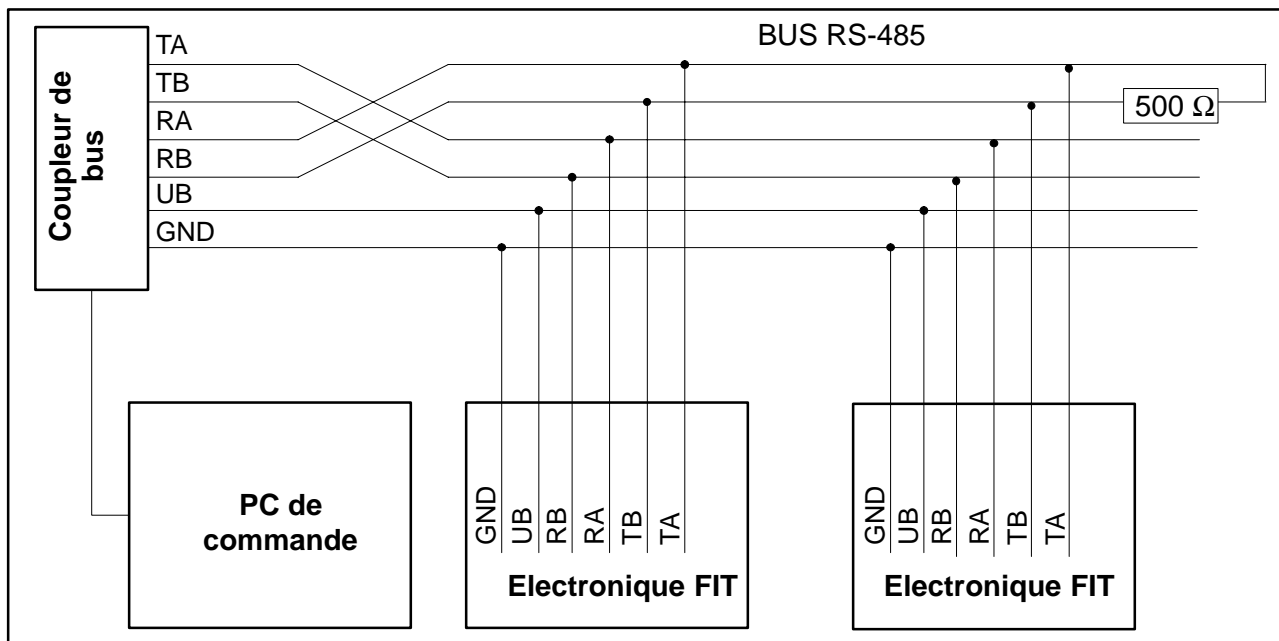 BUS RS-485
Coupleur de
bus
TA
TB
RA
RB
UB
GND
500 Ω
PC de
commande
GND
UB
RB
RA
TB
TA
Electronique FIT
GND
UB
RB
RA
TB
TA
Electronique FIT